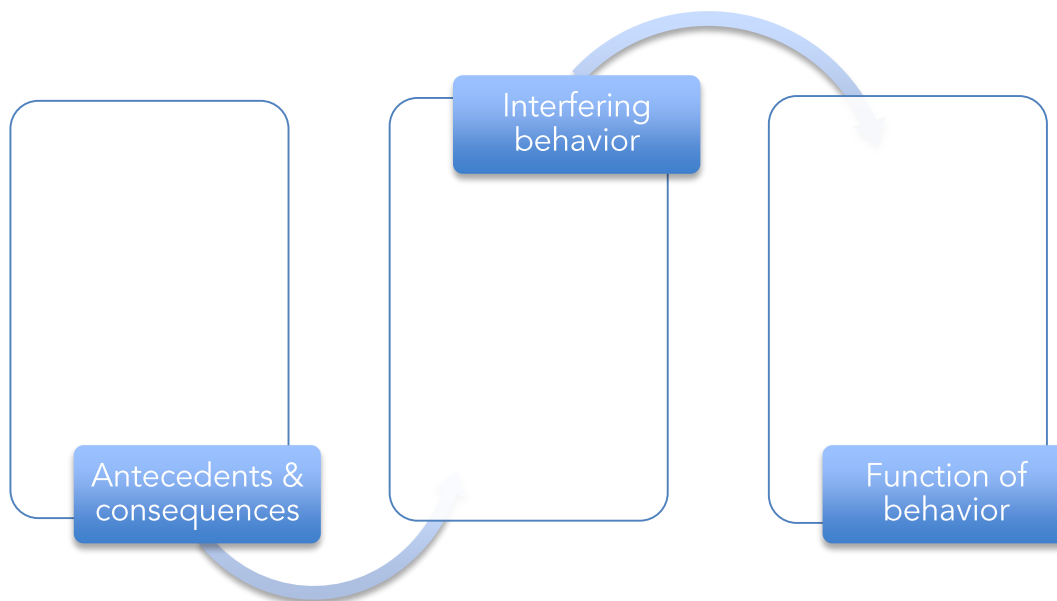 Interfering
behavior
Antecedents &
consequences
Function of
behavior